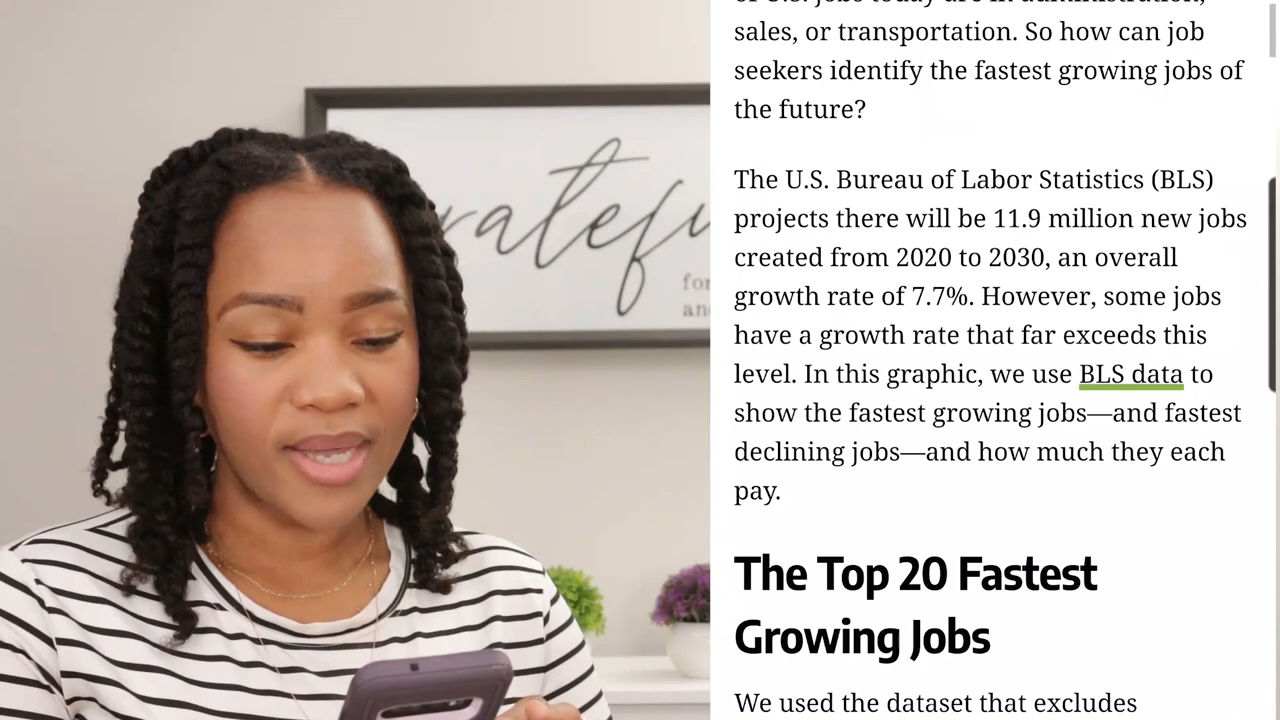 rateful
for
and
sales, or transportation. So how can job
seekers identify the fastest growing jobs of
the future?
The U.S. Bureau of Labor Statistics (BLS)
projects there will be 11.9 million new jobs
created from 2020 to 2030, an overall
growth rate of 7.7%. However, some jobs
have a growth rate that far exceeds this
level. In this graphic, we use BLS data to
show the fastest growing jobs—and fastest
declining jobs—and how much they each
pay.
The Top 20 Fastest
Growing Jobs
We used the dataset that excludes